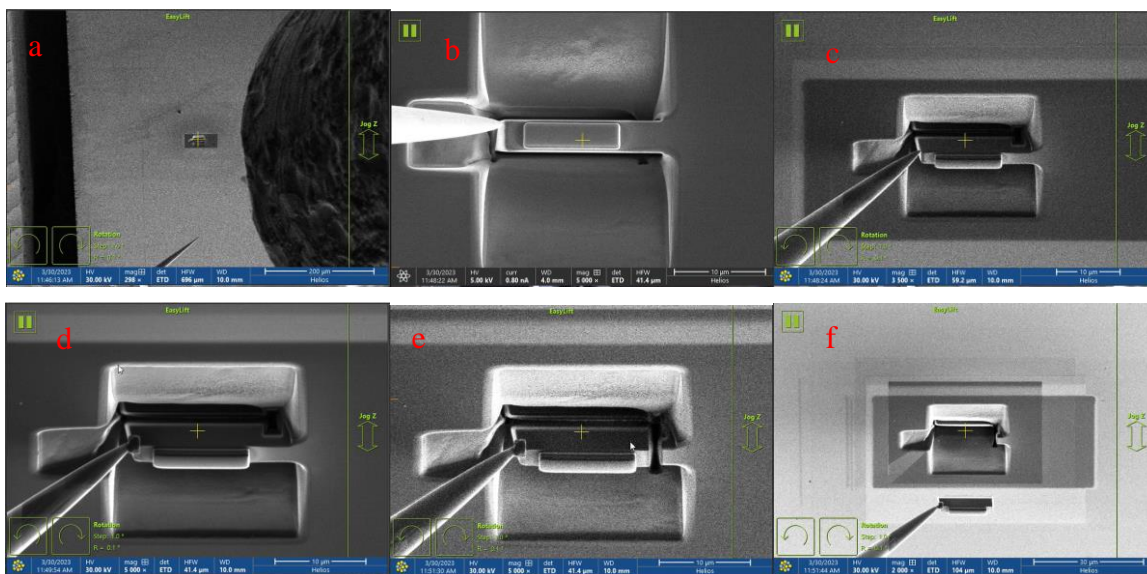 EasyLift
a
Jog Z
Rotation
3/30/2023 HV mag det HFW WD 200 µm
11:46:13 AM 30.00 kV 296 x ETD 696 µm 10.0 mm Helios
b
3/30/2023 HV curr WD mag det HFW 10 µm
11:48:22 AM 5.00 kV 0.80 nA 4.0 mm 5 000 x ETD 41.4 µm Helios
EasyLift
c
Jog Z
Rotation
3/30/2023 HV mag det HFW WD 10 µm
11:48:24 AM 30.00 kV 3 500 x ETD 59.2 µm 10.0 mm Helios
EasyLift
d
Jog Z
Rotation
Step: 1.0 °
R = -0.1 °
3/30/2023 HV mag det HFW WD 10 µm
11:49:54 AM 30.00 kV 5 000 x ETD 41.4 µm 10.0 mm Helios
EasyLift
e
Jog Z
Rotation
3/30/2023 HV mag det HFW WD 10 µm
11:51:30 AM 30.00 kV 5 000 x ETD 41.4 µm 10.0 mm Helios
EasyLift
f
Jog Z
Rotation
3/30/2023 HV mag det HFW WD 30 µm
11:51:44 AM 30.00 kV 2 000 x ETD 104 µm 10.0 mm Helios